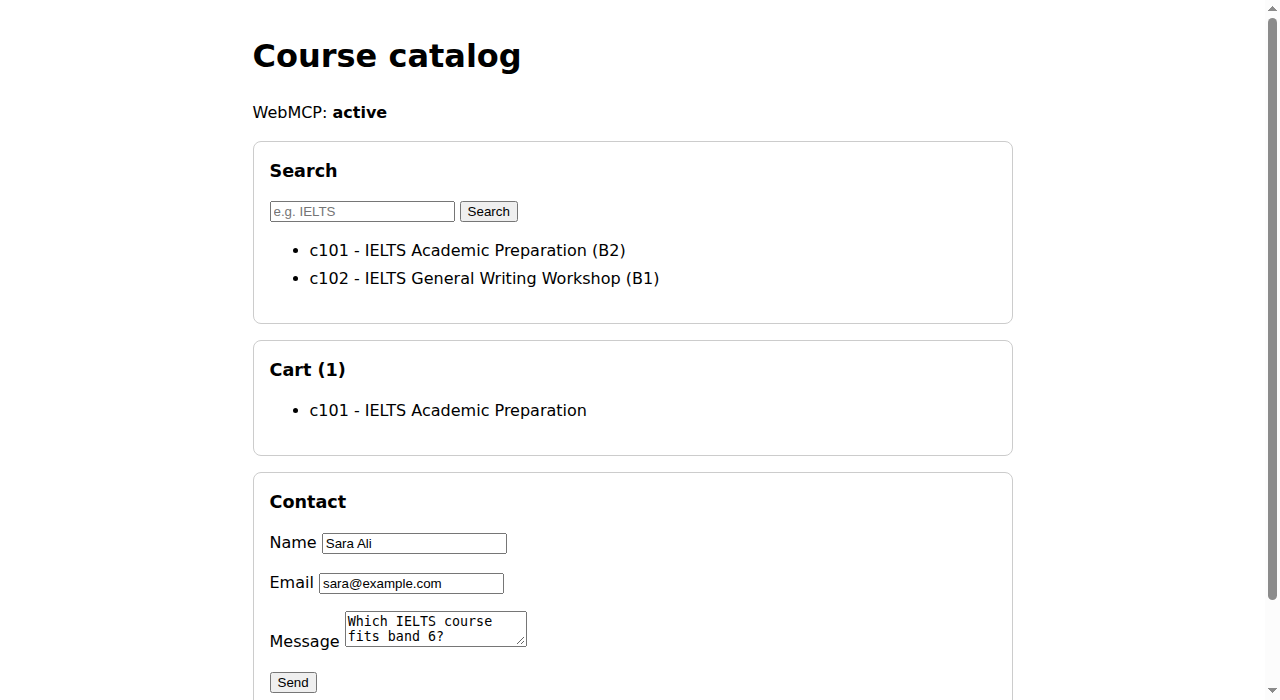 Course catalog
WebMCP: active
Search
e.g. IELTS Search
• c101 - IELTS Academic Preparation (B2)
• c102 - IELTS General Writing Workshop (B1)
Cart (1)
• c101 - IELTS Academic Preparation
Contact
Name Sara Ali
Email sara@example.com
Message Which IELTS course
fits band 6?
Send